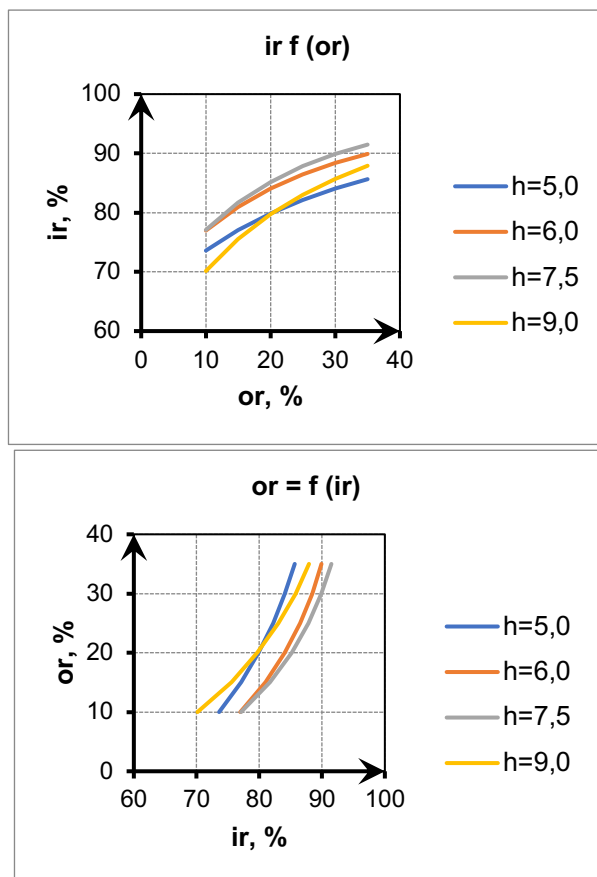 ir f (or)
100
90
80
70
60
0 10 20 30 40
ir, %
or, %
h=5,0
h=6,0
h=7,5
h=9,0
or = f (ir)
40
30
20
10
0
60 70 80 90 100
or, %
ir, %
h=5,0
h=6,0
h=7,5
h=9,0